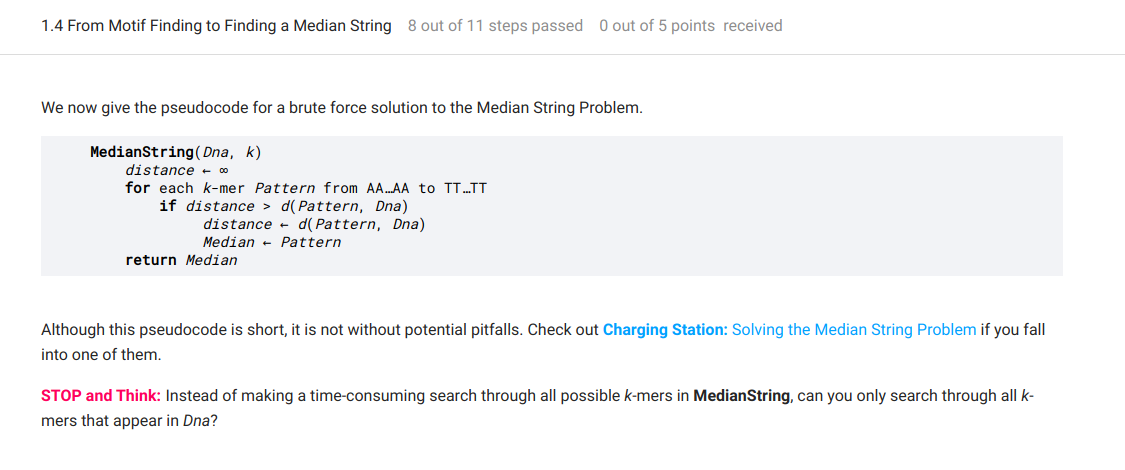 1.4 From Motif Finding to Finding a Median String 8 out of 11 steps passed 0 out of 5 points received
We now give the pseudocode for a brute force solution to the Median String Problem.
MedianString(Dna, k)
distance ← ∞
for each k-mer Pattern from AA…AA to TT…TT
if distance > d(Pattern, Dna)
distance ← d(Pattern, Dna)
Median ← Pattern
return Median
Although this pseudocode is short, it is not without potential pitfalls. Check out Charging Station: Solving the Median String Problem if you fall
into one of them.
STOP and Think: Instead of making a time-consuming search through all possible k-mers in MedianString, can you only search through all k-
mers that appear in Dna?